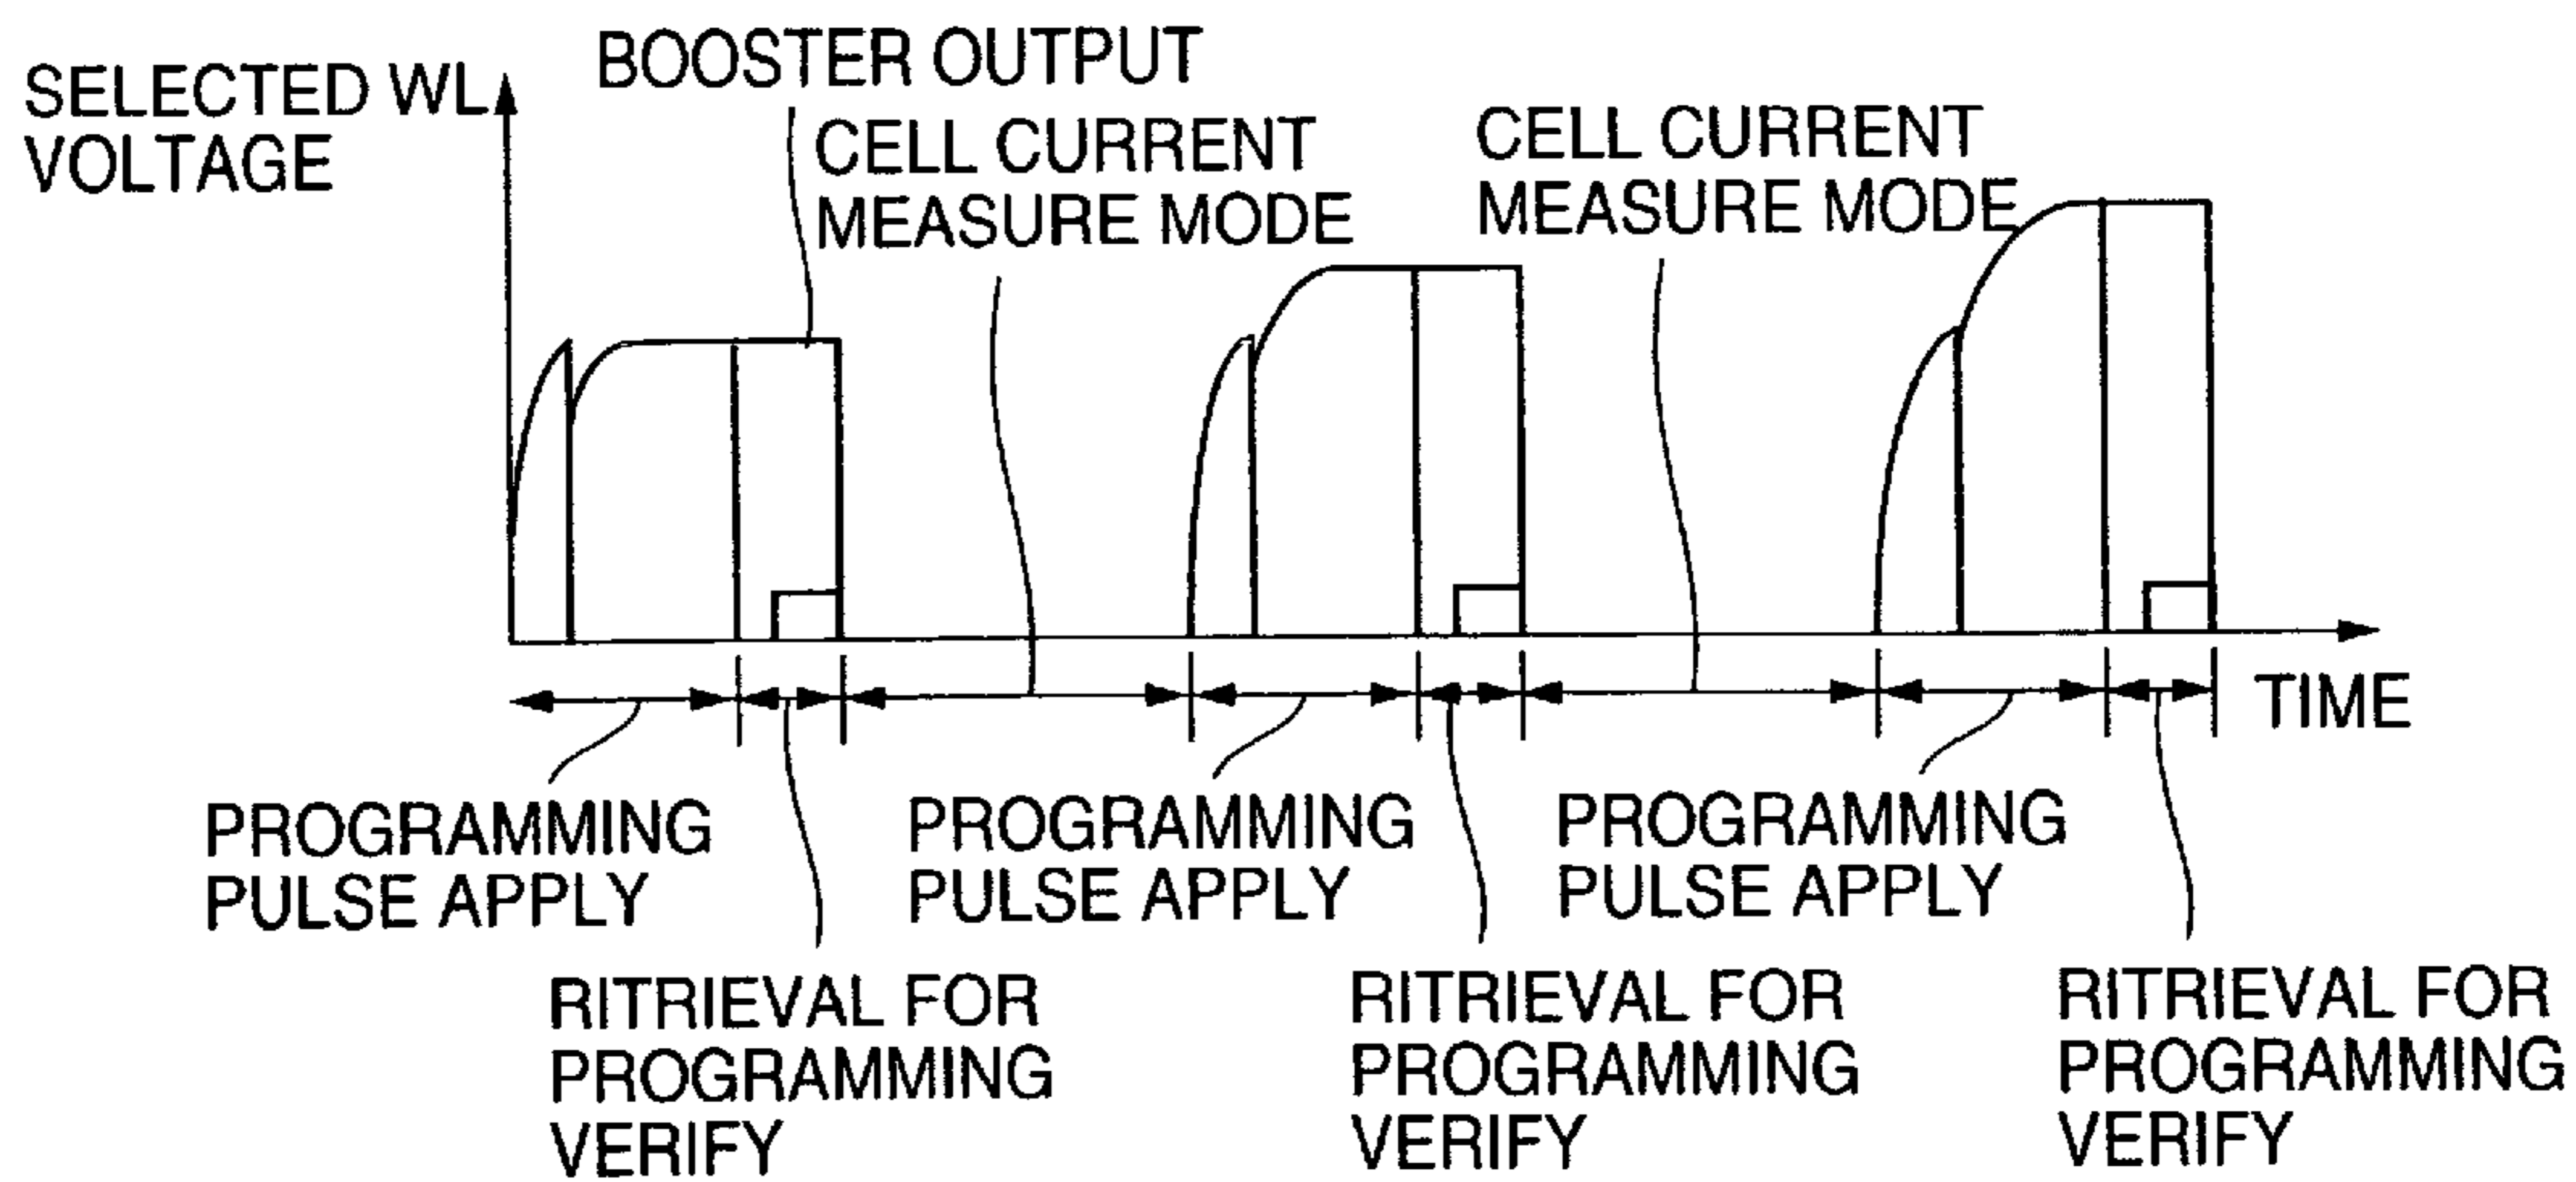 SELECTED WL
VOLTAGE
BOOSTER OUTPUT
CELL CURRENT
MEASURE MODE
CELL CURRENT
MEASURE MODE
TIME
PROGRAMMING
PULSE APPLY
PROGRAMMING
PULSE APPLY
PROGRAMMING
PULSE APPLY
RITRIEVAL FOR
PROGRAMMING
VERIFY
RITRIEVAL FOR
PROGRAMMING
VERIFY
RITRIEVAL FOR
PROGRAMMING
VERIFY